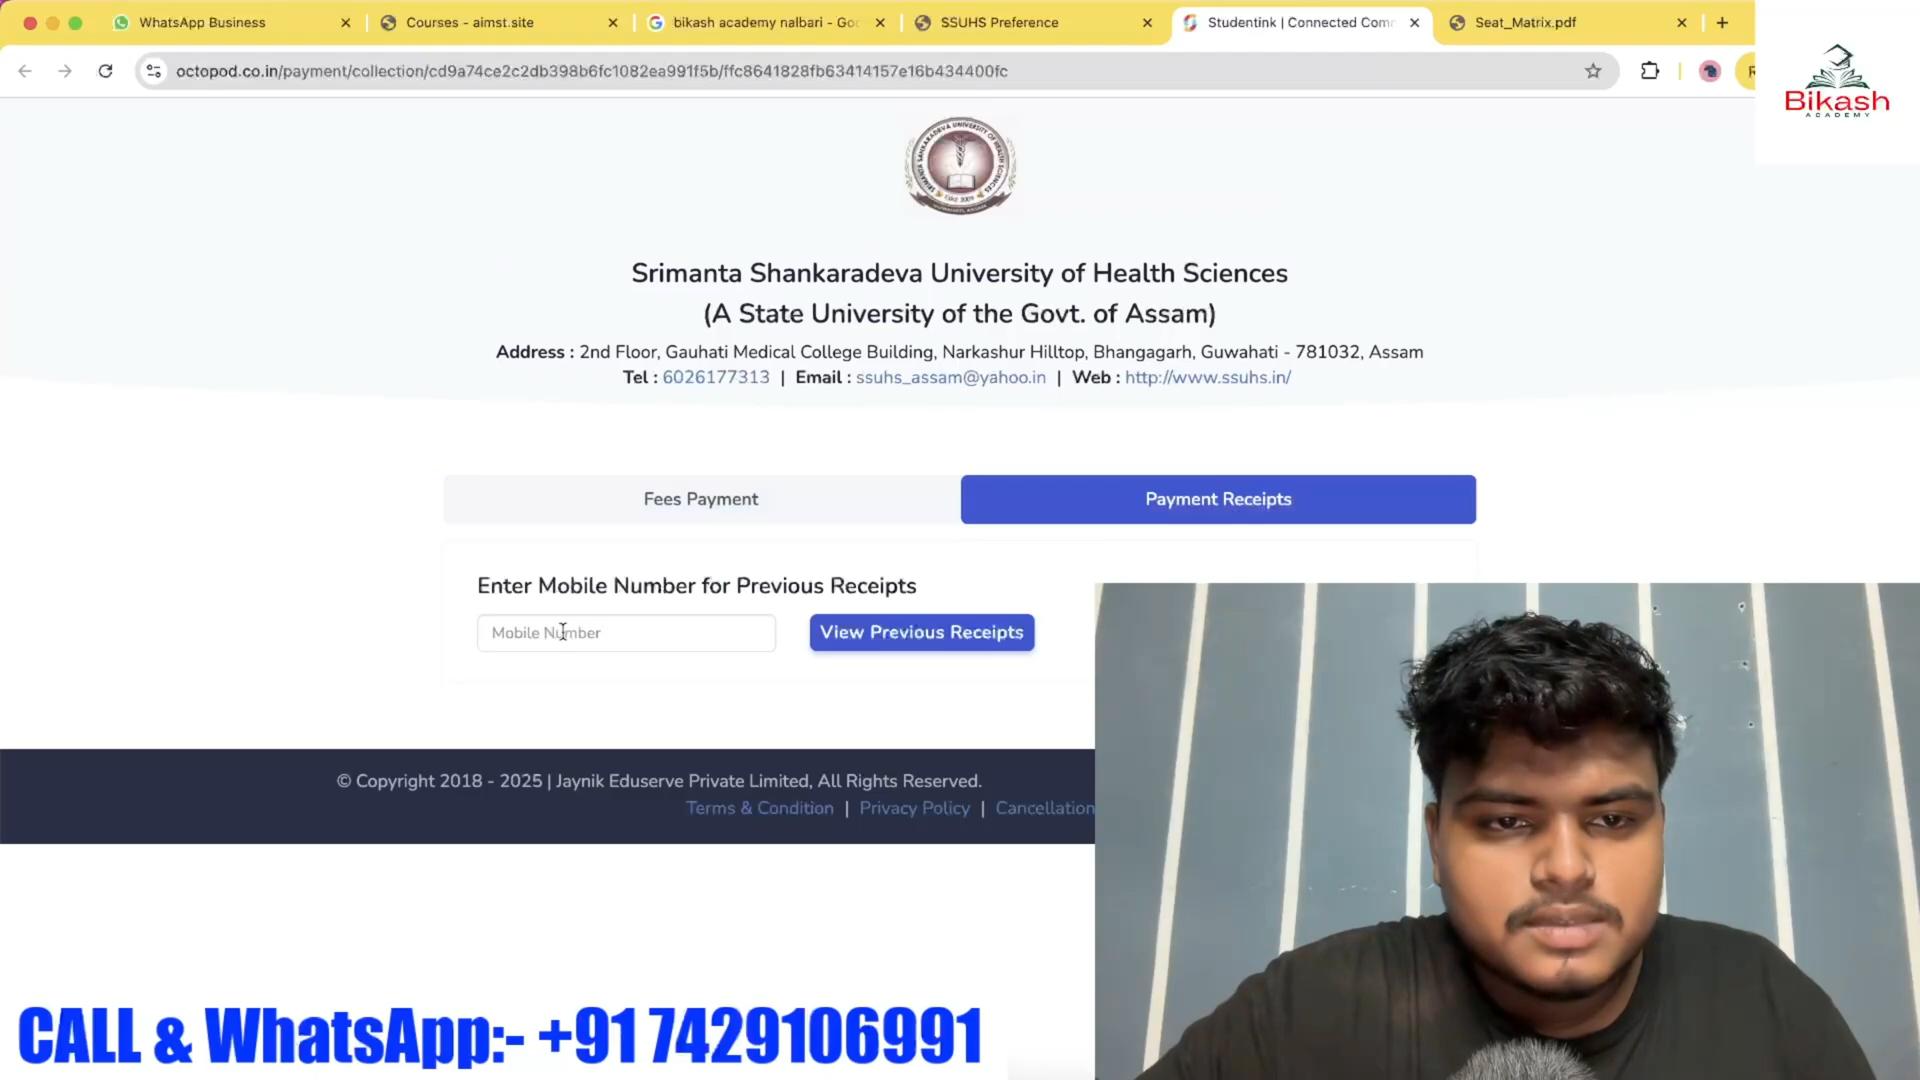 WhatsApp Business
Courses - aimst.site
bikash academy nalbari - Goo
SSUHS Preference
Studentink | Connected Comm
Seat_Matrix.pdf
octopod.co.in/payment/collection/cd9a74ce2c2db398b6fc1082ea991f5b/ffc8641828fb63414157e16b434400fc
Bikash
ACADEMY
Srimanta Shankaradeva University of Health Sciences
(A State University of the Govt. of Assam)
Address : 2nd Floor, Gauhati Medical College Building, Narkashur Hilltop, Bhangagarh, Guwahati - 781032, Assam
Tel : 6026177313 | Email : ssuhs_assam@yahoo.in | Web : http://www.ssuhs.in/
Fees Payment
Payment Receipts
Enter Mobile Number for Previous Receipts
Mobile Number
View Previous Receipts
© Copyright 2018 - 2025 | Jaynik Eduserve Private Limited, All Rights Reserved.
Terms & Condition | Privacy Policy | Cancellation
CALL & WhatsApp:- +91 7429106991